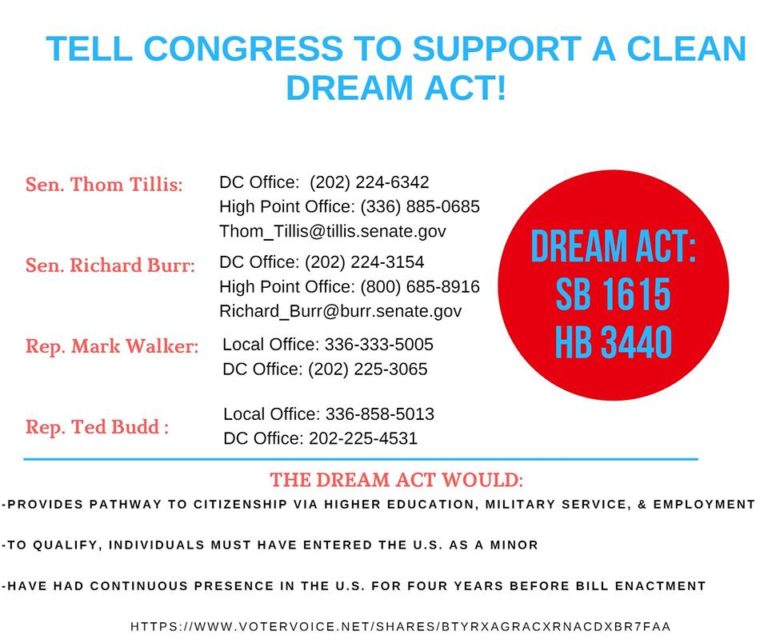 TELL CONGRESS TO SUPPORT A CLEAN
DREAM ACT!
Sen. Thom Tillis:
DC Office:  (202) 224-6342
High Point Office: (336) 885-0685
Thom_Tillis@tillis.senate.gov
Sen. Richard Burr:
DC Office: (202) 224-3154
High Point Office: (800) 685-8916
Richard_Burr@burr.senate.gov
Rep. Mark Walker:
Local Office: 336-333-5005
DC Office: (202) 225-3065
Rep. Ted Budd :
Local Office: 336-858-5013
DC Office: 202-225-4531
DREAM ACT:
SB 1615
HB 3440
THE DREAM ACT WOULD:
-PROVIDES PATHWAY TO CITIZENSHIP VIA HIGHER EDUCATION, MILITARY SERVICE, & EMPLOYMENT
-TO QUALIFY, INDIVIDUALS MUST HAVE ENTERED THE U.S. AS A MINOR
-HAVE HAD CONTINUOUS PRESENCE IN THE U.S. FOR FOUR YEARS BEFORE BILL ENACTMENT
HTTPS://WWW.VOTERVOICE.NET/SHARES/BTYRXAGRACXRNACDXBR7FAA